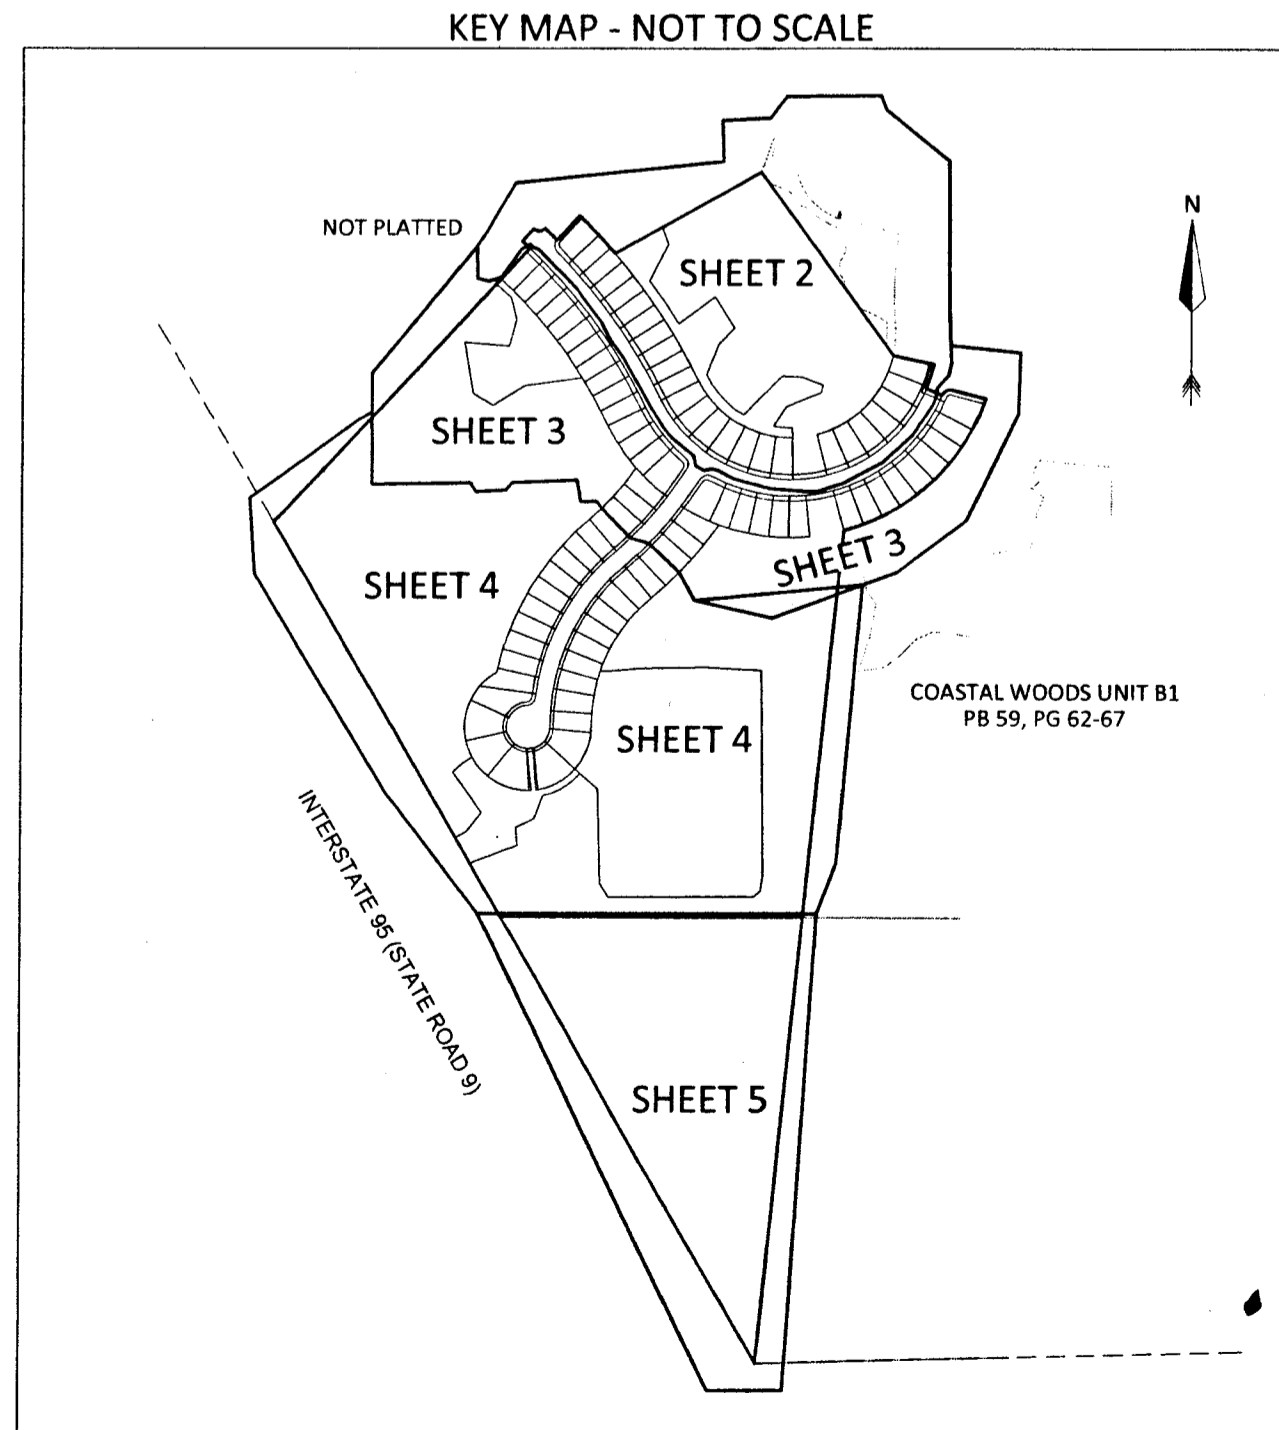 KEY MAP - NOT TO SCALE
N
NOT PLATTED
SHEET 2
SHEET 3
SHEET 3
SHEET 4
COASTAL WOODS UNIT B1
PB 59, PG 62-67
SHEET 4
INTERSTATE 95 (STATE ROAD 9)
SHEET 5